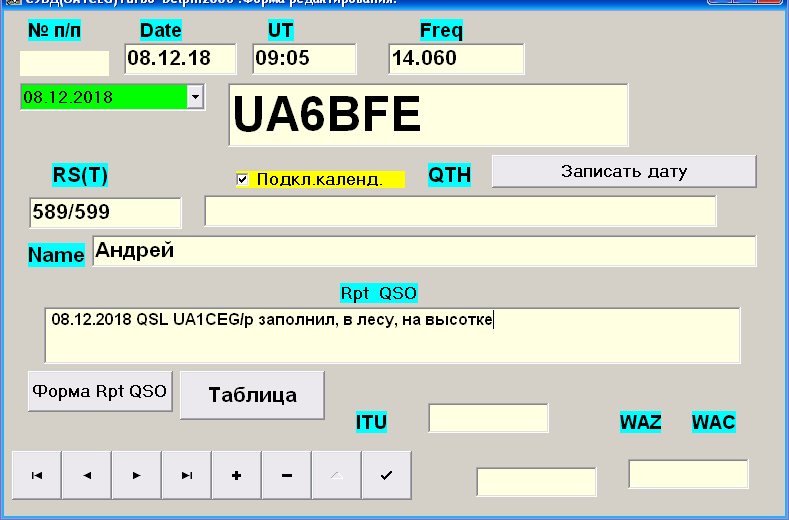 № п/п Date UT Freq
08.12.18 09:05 14.060
08.12.2018
UA6BFE
RS(T) Подкл.календ. QTH Записать дату
589/599
Name Андрей
Rpt QSO
08.12.2018 QSL UA1CEG/p заполнил, в лесу, на высотке
Форма Rpt QSO Таблица
ITU WAZ WAC